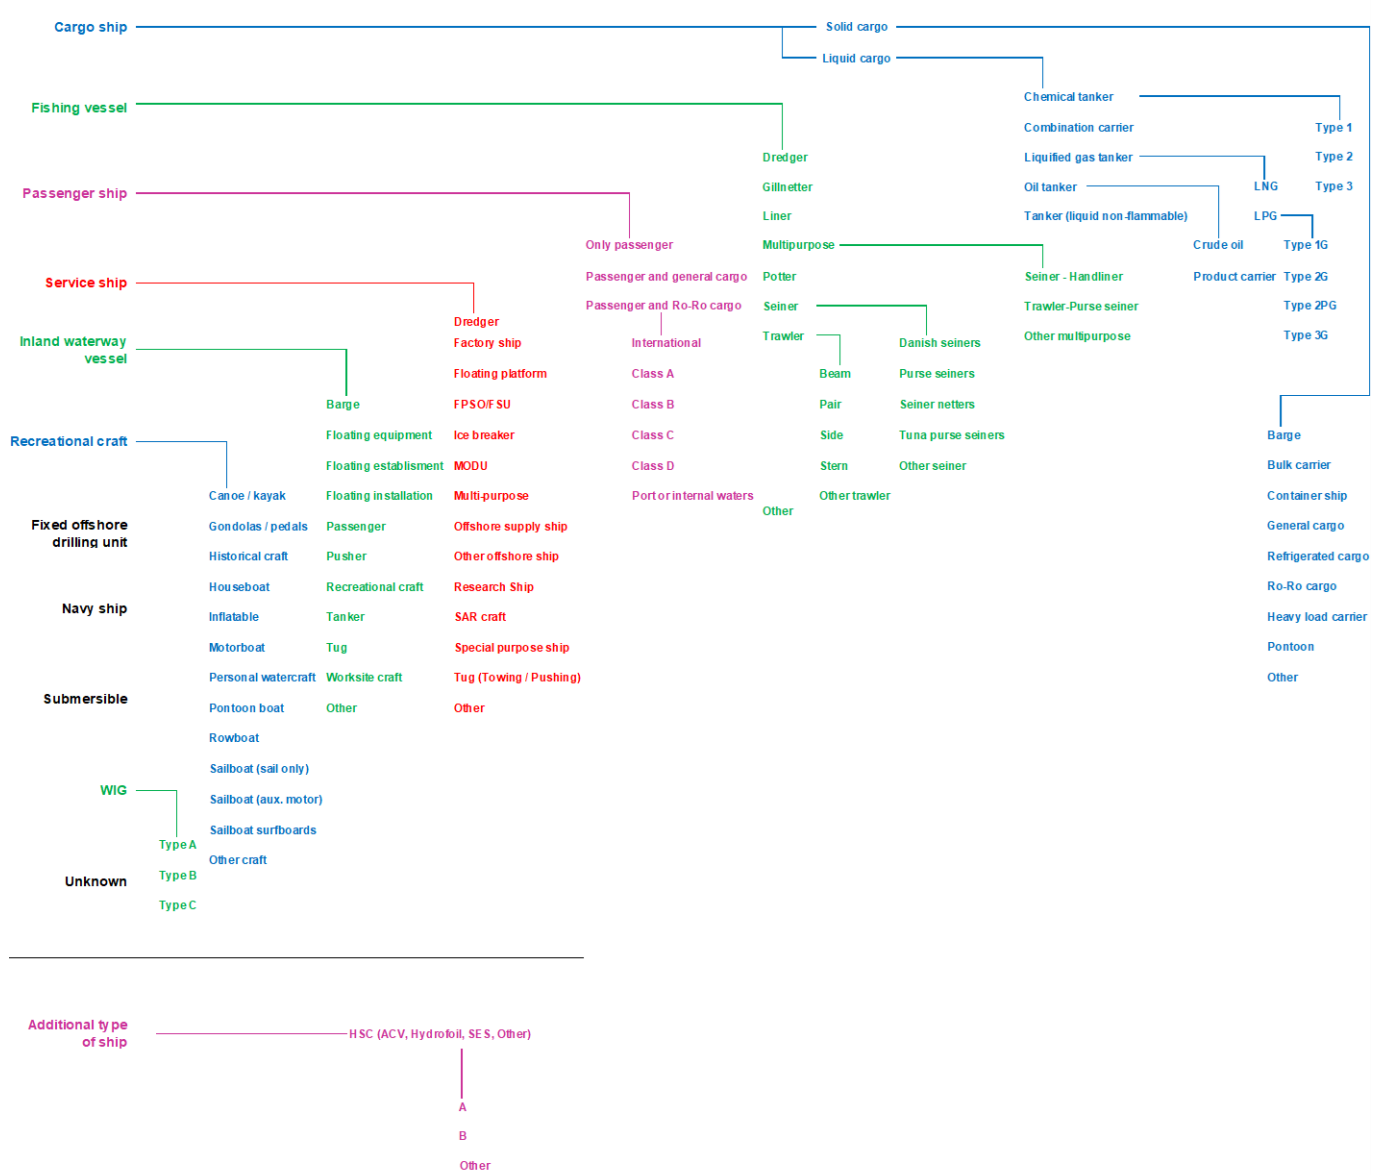 Cargo ship
Solid cargo
Liquid cargo
Chemical tanker
Combination carrier
Liquified gas tanker
Oil tanker
Tanker (liquid non-flammable)
Type 1
Type 2
Type 3
LNG
LPG
Crude oil
Product carrier
Type 1G
Type 2G
Type 2PG
Type 3G
Barge
Bulk carrier
Container ship
General cargo
Refrigerated cargo
Ro-Ro cargo
Heavy load carrier
Pontoon
Other
Fishing vessel
Dredger
Gillnetter
Liner
Multipurpose
Potter
Seiner
Trawler
Other
Seiner - Handliner
Trawler-Purse seiner
Other multipurpose
Danish seiners
Purse seiners
Seiner netters
Tuna purse seiners
Other seiner
Beam
Pair
Side
Stern
Other trawler
Passenger ship
Only passenger
Passenger and general cargo
Passenger and Ro-Ro cargo
International
Class A
Class B
Class C
Class D
Port or internal waters
Service ship
Dredger
Factory ship
Floating platform
FPSO/FSU
Ice breaker
MODU
Multi-purpose
Offshore supply ship
Other offshore ship
Research Ship
SAR craft
Special purpose ship
Tug (Towing / Pushing)
Other
Inland waterway
vessel
Barge
Floating equipment
Floating establisment
Floating installation
Passenger
Pusher
Recreational craft
Tanker
Tug
Worksite craft
Other
Recreational craft
Canoe / kayak
Gondolas / pedals
Historical craft
Houseboat
Inflatable
Motorboat
Personal watercraft
Pontoon boat
Rowboat
Sailboat (sail only)
Sailboat (aux. motor)
Sailboat surfboards
Other craft
Fixed offshore
drilling unit
Navy ship
Submersible
WIG
Type A
Type B
Type C
Unknown
Additional type
of ship
HSC (ACV, Hydrofoil, SES, Other)
A
B
Other